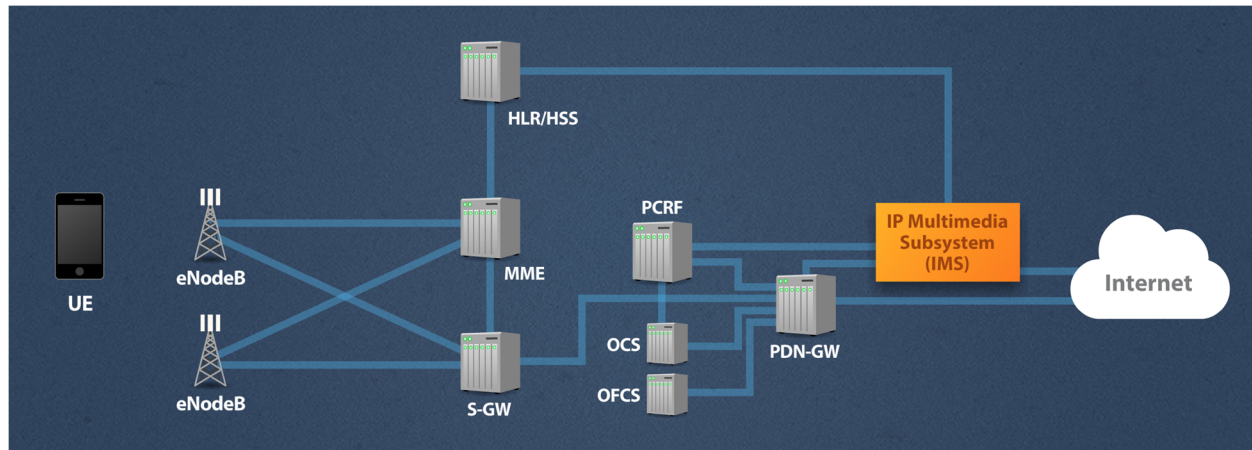 HLR/HSS
UE
eNodeB
eNodeB
MME
S-GW
PCRF
OCS
OFCS
PDN-GW
IP Multimedia
Subsystem
(IMS)
Internet